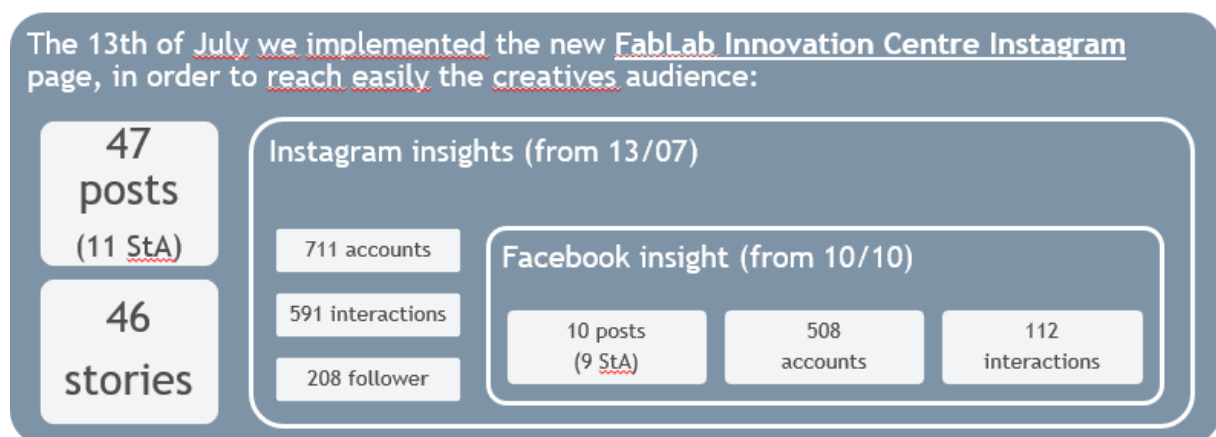 The 13th of July we implemented the new FabLab Innovation Centre Instagram
page, in order to reach easily the creatives audience:
47
posts
(11 StA)
46
stories
Instagram insights (from 13/07)
711 accounts
591 interactions
208 follower
Facebook insight (from 10/10)
10 posts
(9 StA)
508
accounts
112
interactions